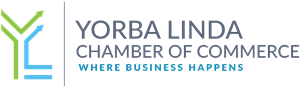 YORBA LINDA
CHAMBER OF COMMERCE
WHERE BUSINESS HAPPENS